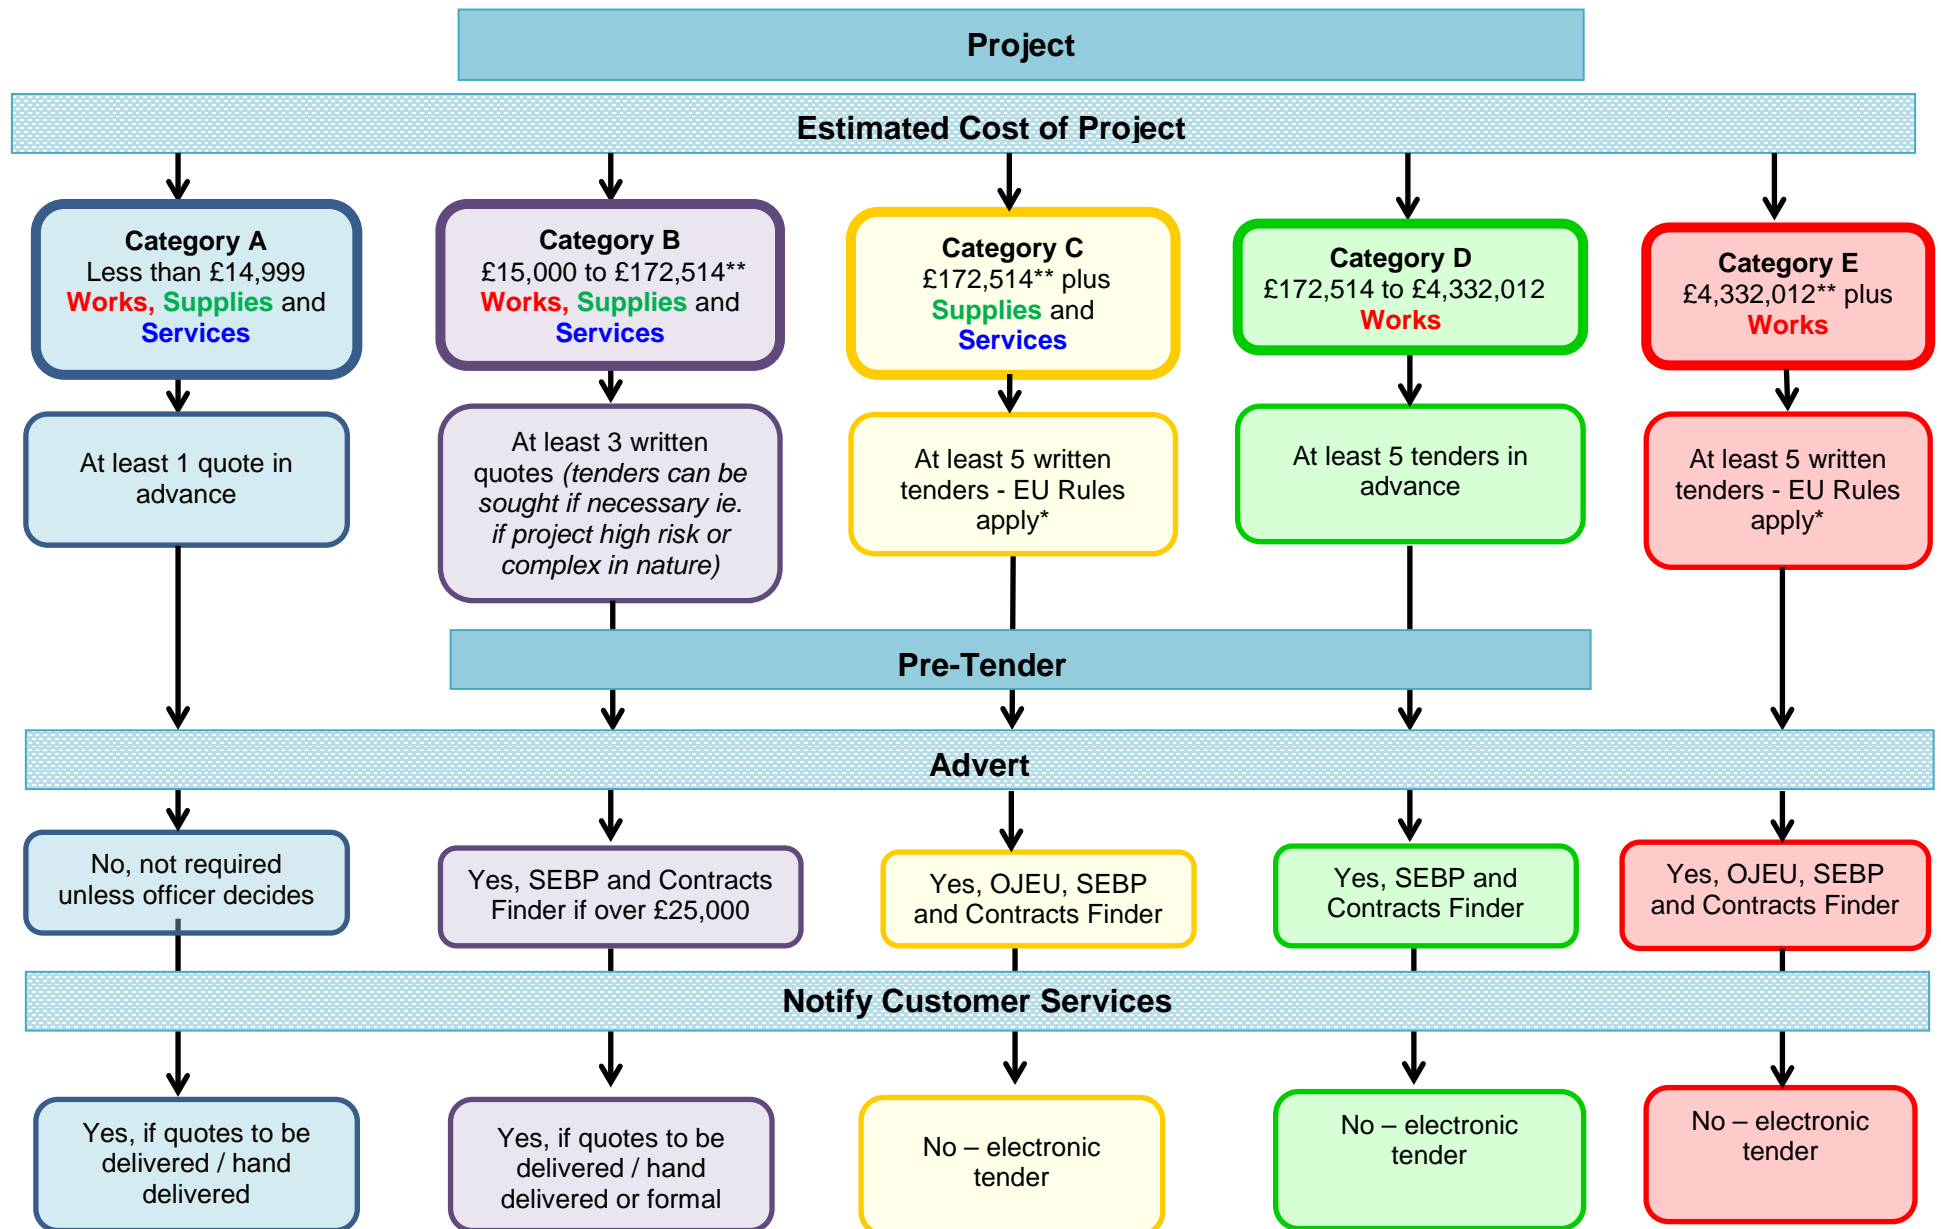 Project
Estimated Cost of Project
Category A
Less than £14,999
Works, Supplies and
Services
Category B
£15,000 to £172,514**
Works, Supplies and
Services
Category C
£172,514** plus
Supplies and
Services
Category D
£172,514 to £4,332,012
Works
Category E
£4,332,012** plus
Works
At least 1 quote in
advance
At least 3 written
quotes (tenders can be
sought if necessary ie.
if project high risk or
complex in nature)
At least 5 written
tenders - EU Rules
apply*
At least 5 tenders in
advance
At least 5 written
tenders - EU Rules
apply*
Pre-Tender
Advert
No, not required
unless officer decides
Yes, SEBP and Contracts
Finder if over £25,000
Yes, OJEU, SEBP
and Contracts Finder
Yes, SEBP and
Contracts Finder
Yes, OJEU, SEBP
and Contracts Finder
Notify Customer Services
Yes, if quotes to be
delivered / hand
delivered
Yes, if quotes to be
delivered / hand
delivered or formal
No – electronic
tender
No – electronic
tender
No – electronic
tender